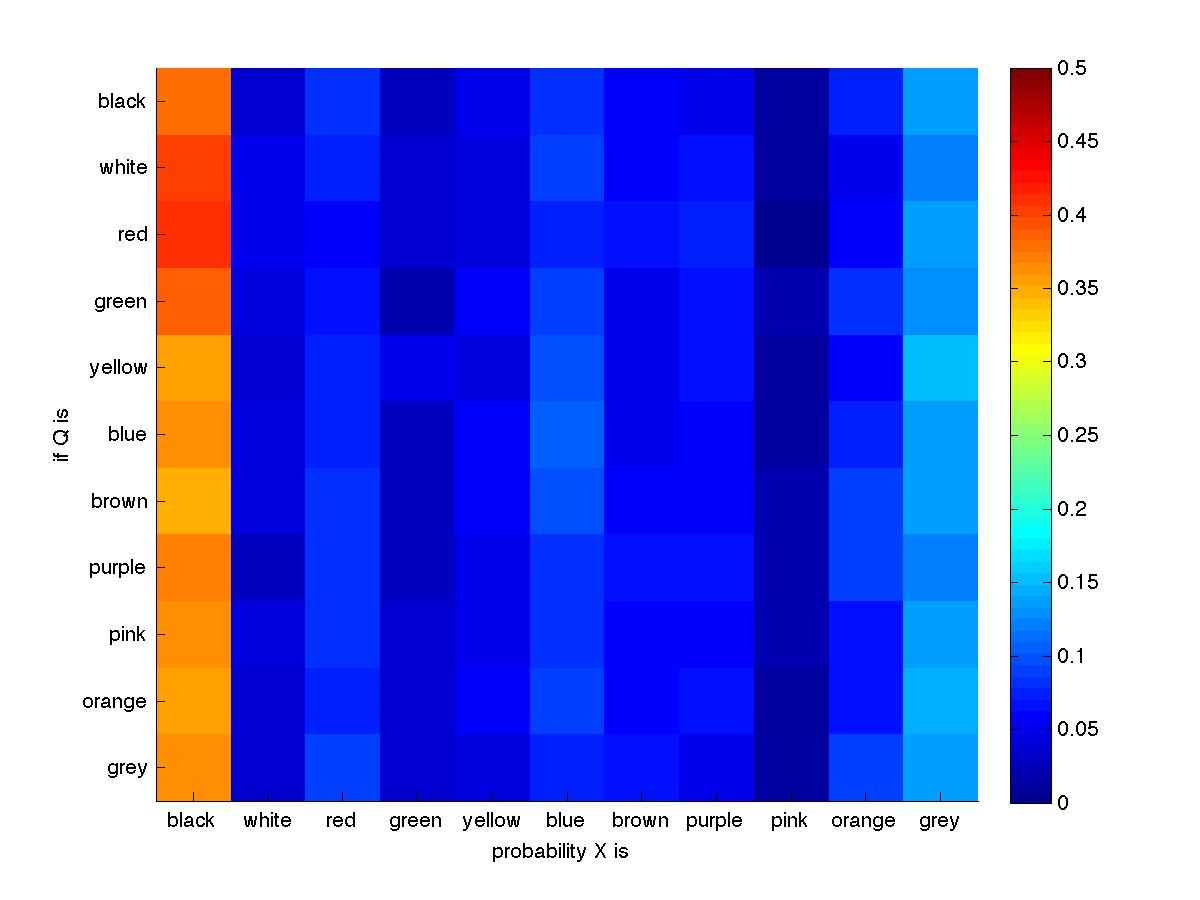 black
white
red
green
yellow
blue
brown
purple
pink
orange
grey
if Q is
black white red green yellow blue brown purple pink orange grey
probability X is
0.5
0.45
0.4
0.35
0.3
0.25
0.2
0.15
0.1
0.05
0